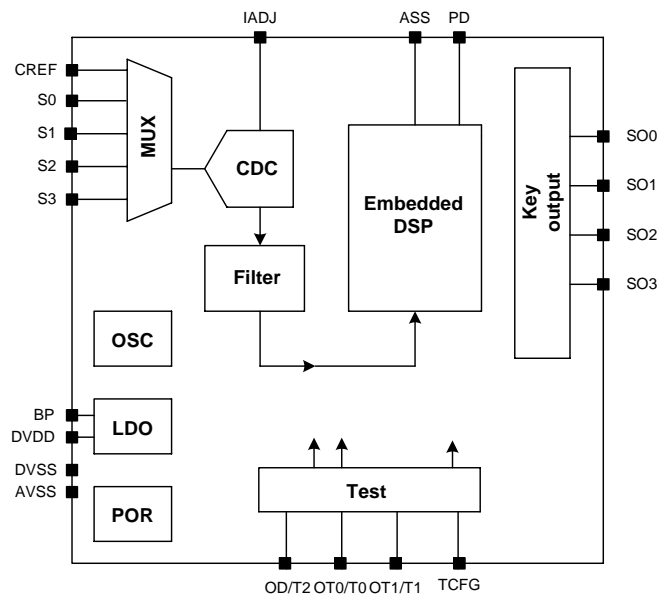 IADJ
ASS
PD
CREF
S0
S1
S2
S3
MUX
CDC
Embedded
DSP
Key
output
SO0
SO1
SO2
SO3
Filter
OSC
BP
DVDD
LDO
DVSS
AVSS
POR
Test
OD/T2
OT0/T0
OT1/T1
TCFG